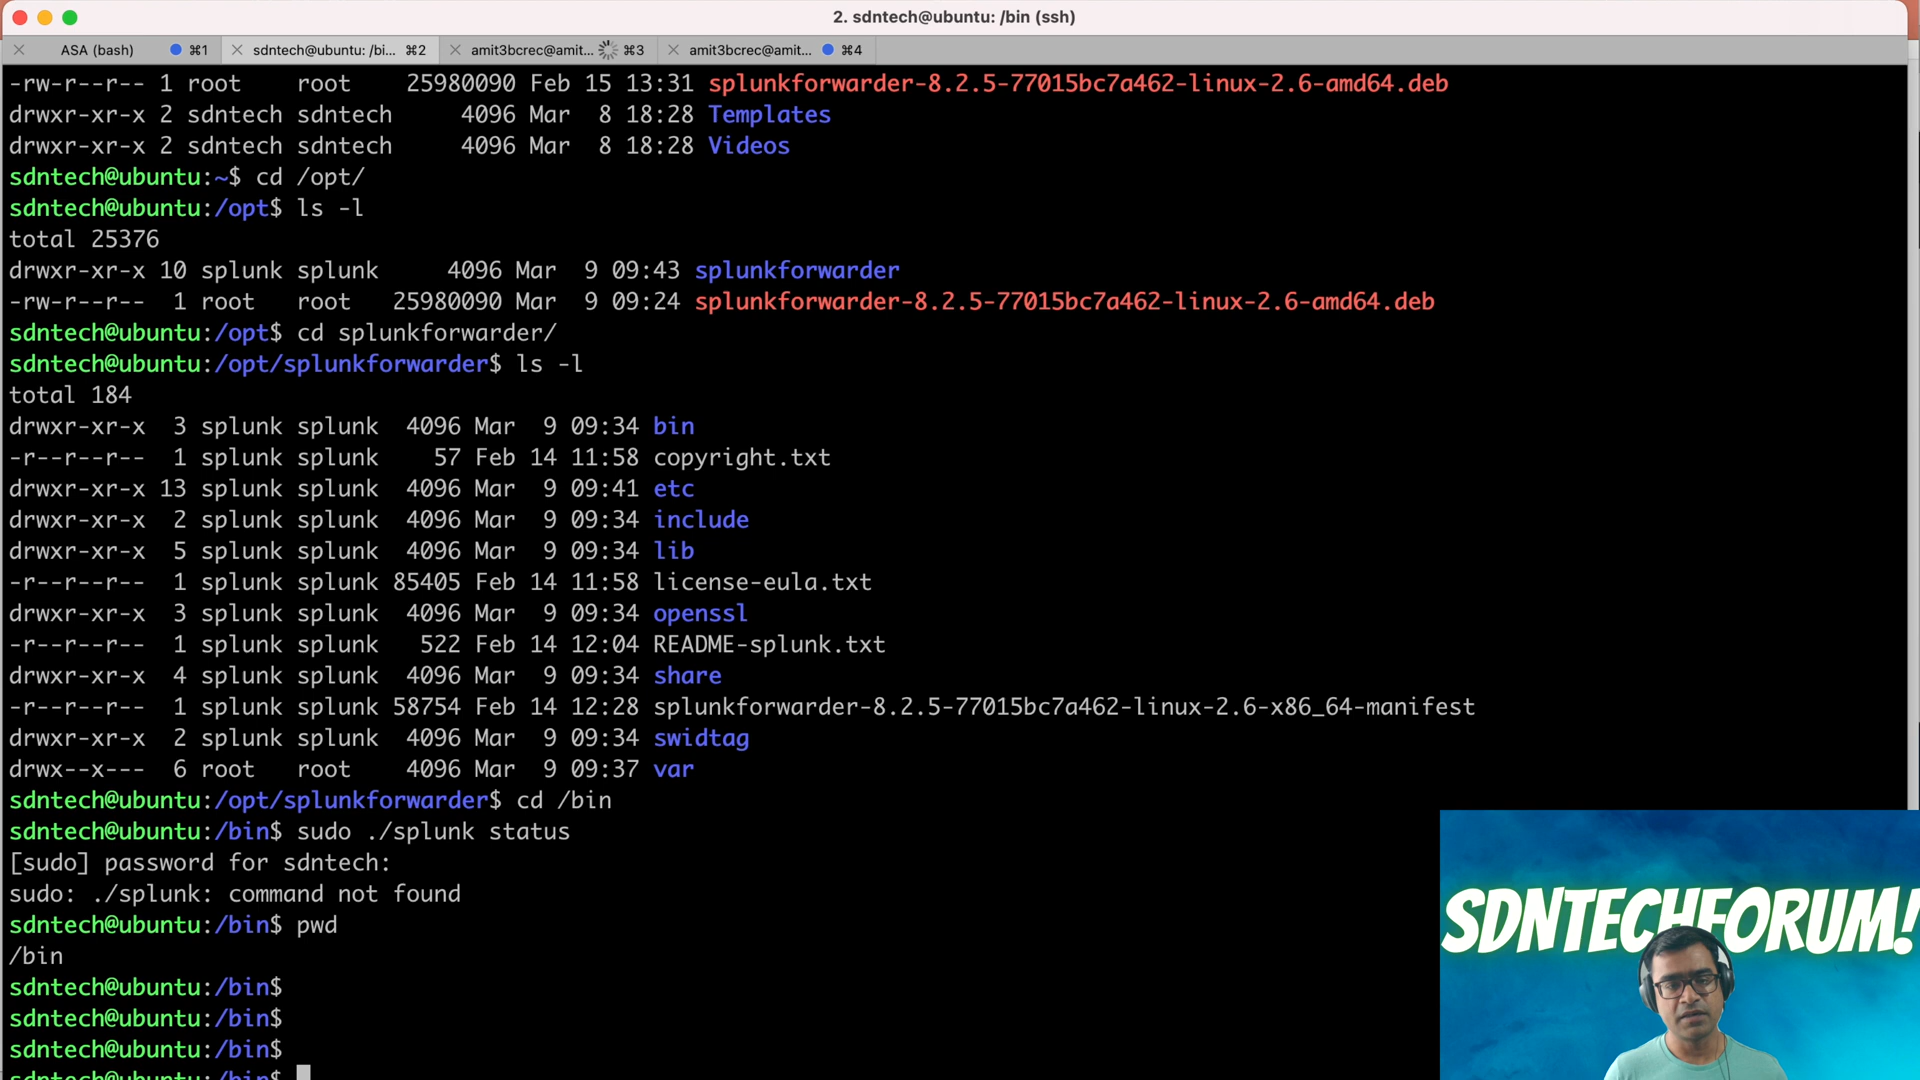 2. sdntech@ubuntu: /bin (ssh)
ASA (bash) ⌘1 sdntech@ubuntu: /bi... ⌘2 amit3bcrec@amit... ⌘3 amit3bcrec@amit... ⌘4
-rw-r--r-- 1 root    root    25980090 Feb 15 13:31 splunkforwarder-8.2.5-77015bc7a462-linux-2.6-amd64.deb
drwxr-xr-x 2 sdntech sdntech     4096 Mar  8 18:28 Templates
drwxr-xr-x 2 sdntech sdntech     4096 Mar  8 18:28 Videos
sdntech@ubuntu:~$ cd /opt/
sdntech@ubuntu:/opt$ ls -l
total 25376
drwxr-xr-x 10 splunk splunk     4096 Mar  9 09:43 splunkforwarder
-rw-r--r--  1 root   root   25980090 Mar  9 09:24 splunkforwarder-8.2.5-77015bc7a462-linux-2.6-amd64.deb
sdntech@ubuntu:/opt$ cd splunkforwarder/
sdntech@ubuntu:/opt/splunkforwarder$ ls -l
total 184
drwxr-xr-x  3 splunk splunk  4096 Mar  9 09:34 bin
-r--r--r--  1 splunk splunk    57 Feb 14 11:58 copyright.txt
drwxr-xr-x 13 splunk splunk  4096 Mar  9 09:41 etc
drwxr-xr-x  2 splunk splunk  4096 Mar  9 09:34 include
drwxr-xr-x  5 splunk splunk  4096 Mar  9 09:34 lib
-r--r--r--  1 splunk splunk 85405 Feb 14 11:58 license-eula.txt
drwxr-xr-x  3 splunk splunk  4096 Mar  9 09:34 openssl
-r--r--r--  1 splunk splunk   522 Feb 14 12:04 README-splunk.txt
drwxr-xr-x  4 splunk splunk  4096 Mar  9 09:34 share
-r--r--r--  1 splunk splunk 58754 Feb 14 12:28 splunkforwarder-8.2.5-77015bc7a462-linux-2.6-x86_64-manifest
drwxr-xr-x  2 splunk splunk  4096 Mar  9 09:34 swidtag
drwx--x---  6 root   root    4096 Mar  9 09:37 var
sdntech@ubuntu:/opt/splunkforwarder$ cd /bin
sdntech@ubuntu:/bin$ sudo ./splunk status
[sudo] password for sdntech:
sudo: ./splunk: command not found
sdntech@ubuntu:/bin$ pwd
/bin
sdntech@ubuntu:/bin$
sdntech@ubuntu:/bin$
sdntech@ubuntu:/bin$
sdntech@ubuntu:/bin$
SDNTECHFORUM!